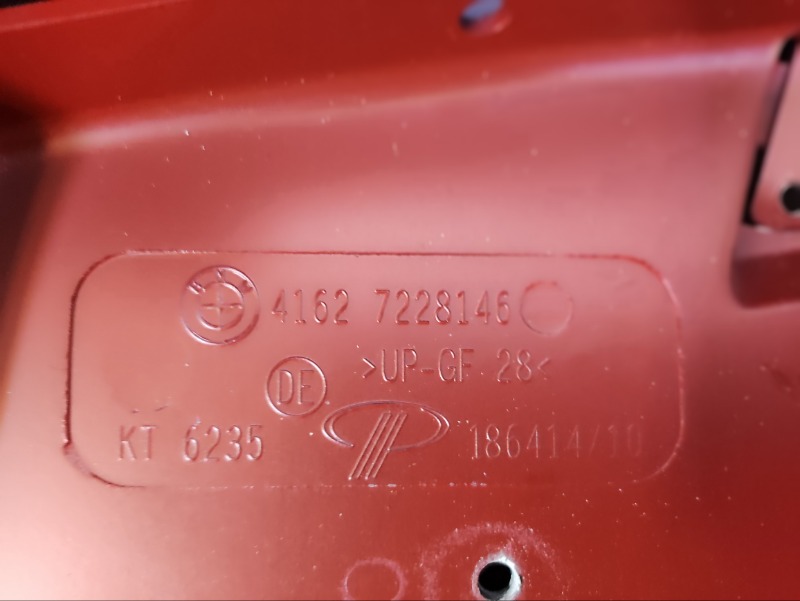 BMW 4162 7228146
DE >UP-GF 28<
KT 6235 186414/10